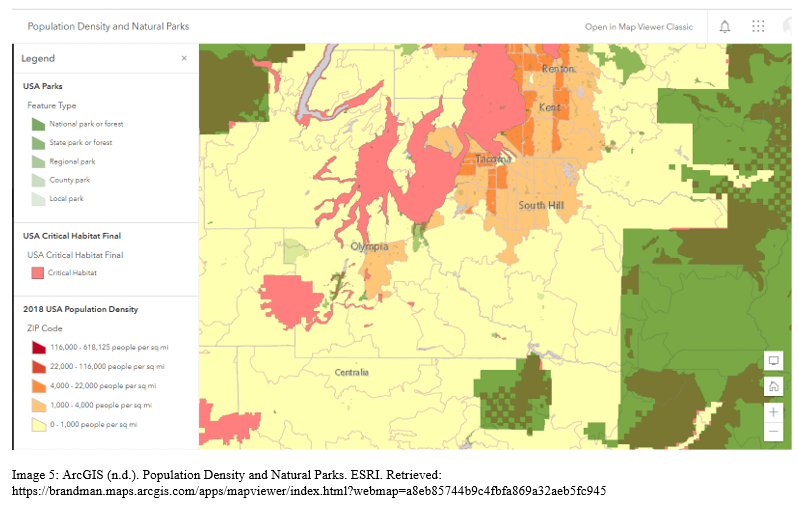 Population Density and Natural Parks
Open in Map Viewer Classic
Legend
×
USA Parks
Feature Type
National park or forest
State park or forest
Regional park
County park
Local park
USA Critical Habitat Final
USA Critical Habitat Final
Critical Habitat
2018 USA Population Density
ZIP Code
116,000 - 618,125 people per sq mi
22,000 - 116,000 people per sq mi
4,000 - 22,000 people per sq mi
1,000 - 4,000 people per sq mi
0 - 1,000 people per sq mi
Renton
Kent
Tacoma
South Hill
Olympia
Centralia
Image 5: ArcGIS (n.d.). Population Density and Natural Parks. ESRI. Retrieved:
https://brandman.maps.arcgis.com/apps/mapviewer/index.html?webmap=a8eb85744b9c4fbfa869a32aeb5fc945